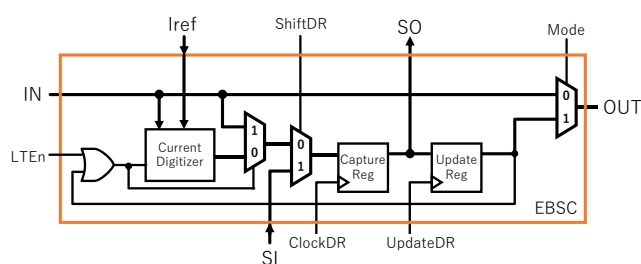 Iref
ShiftDR
SO
Mode
IN
0
1
OUT
LTEn
Current
Digitizer
1
0
0
1
Capture
Reg
Update
Reg
EBSC
SI
ClockDR
UpdateDR